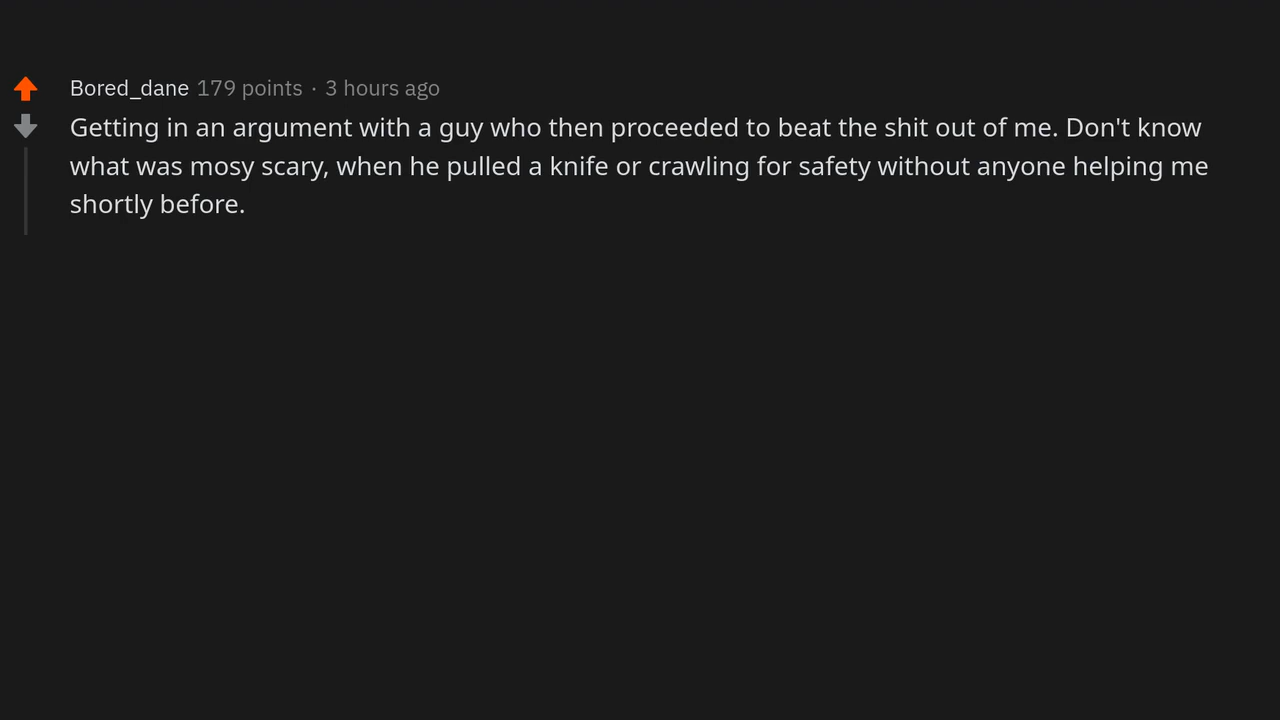 Bored_dane 179 points · 3 hours ago
Getting in an argument with a guy who then proceeded to beat the shit out of me. Don't know
what was mosy scary, when he pulled a knife or crawling for safety without anyone helping me
shortly before.